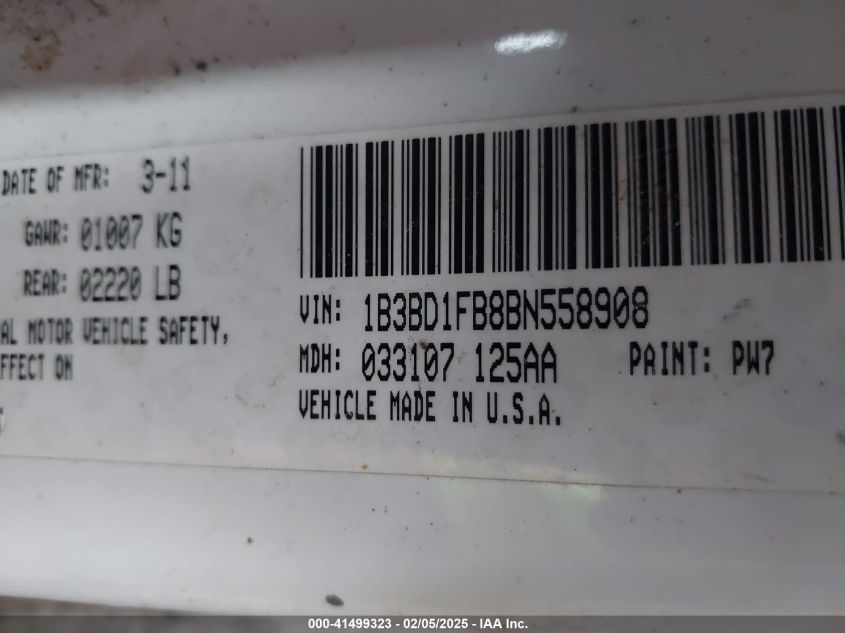 DATE OF MFR: 3-11
GAWR: 01007 KG
REAR: 02220 LB
AL MOTOR VEHICLE SAFETY,
FFECT ON
VIN: 1B3BD1FB8BN558908
MDH: 033107 125AA PAINT: PW7
VEHICLE MADE IN U.S.A.
000-41499323 - 02/05/2025 - IAA Inc.